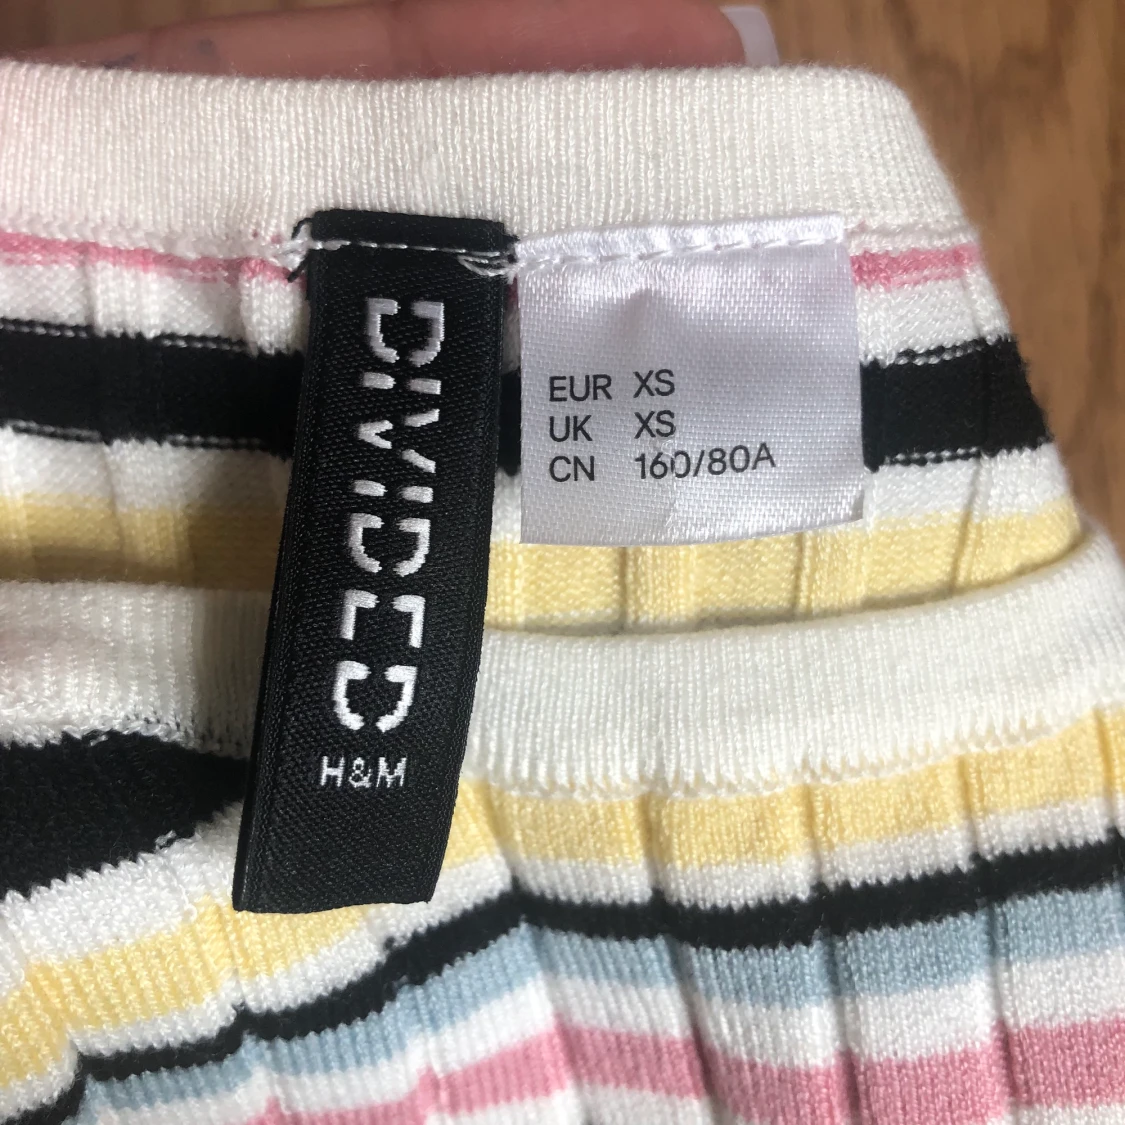 DIVIDED
H&M
EUR XS
UK XS
CN 160/80A